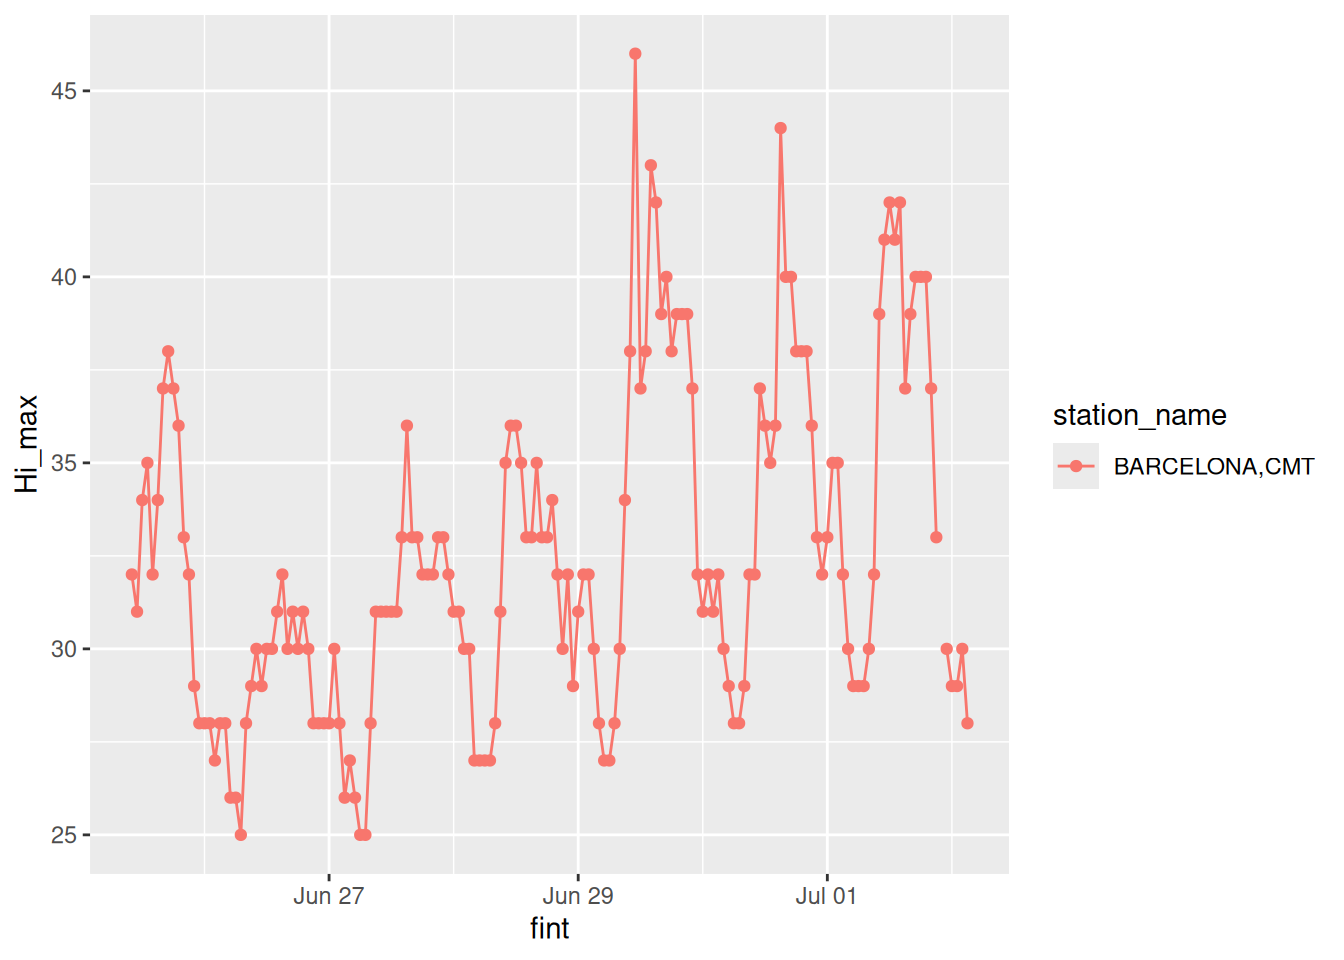 Hi_max
45
40
35
30
25
Jun 27
Jun 29
Jul 01
fint
station_name
BARCELONA,CMT